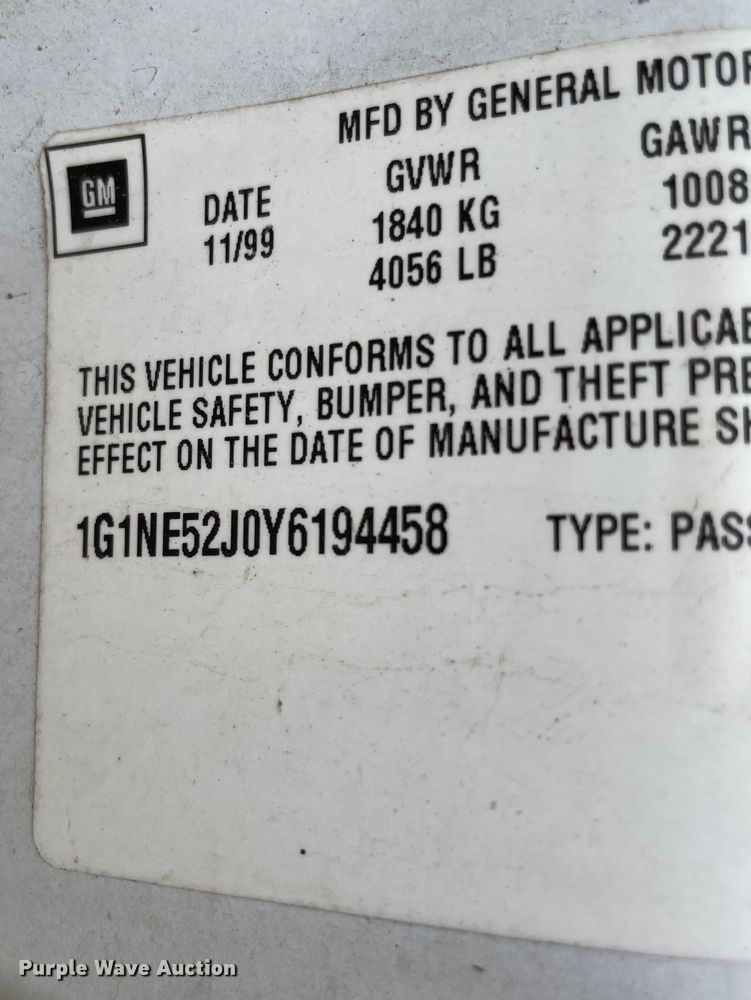 MFD BY GENERAL MOTOR
GM
DATE
11/99
GVWR
1840 KG
4056 LB
GAWR
1008
2221
THIS VEHICLE CONFORMS TO ALL APPLICAB
VEHICLE SAFETY, BUMPER, AND THEFT PRE
EFFECT ON THE DATE OF MANUFACTURE SH
1G1NE52J0Y6194458 TYPE: PASS
Purple Wave Auction